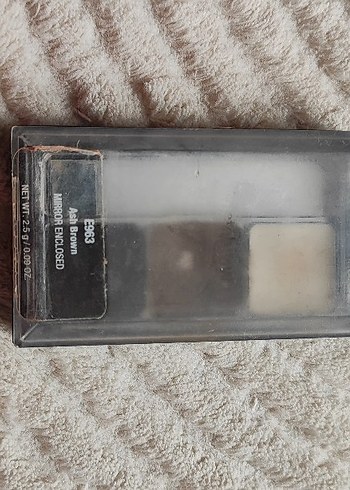 E963
Ash Brown
MIRROR ENCLOSED
NET WT. 2.5 g / 0.09 OZ.